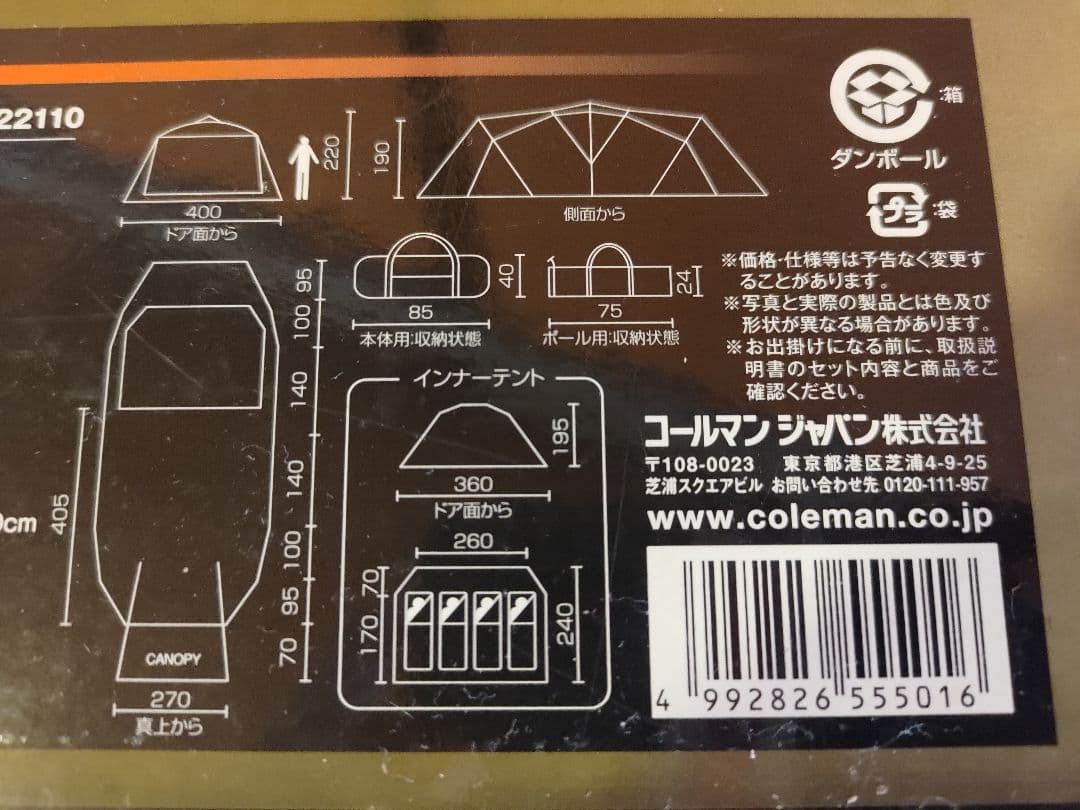 22110
220
190
400
ドア面から
側面から
:箱
ダンボール
プラ
:袋
95
100
140
140
100
95
70
405
0cm
CANOPY
270
真上から
40
85
本体用:収納状態
24
75
ポール用:収納状態
インナーテント
195
360
ドア面から
260
70
170
240
※価格・仕様等は予告なく変更す
ることがあります。
※写真と実際の製品とは色及び
形状が異なる場合があります。
※お出掛けになる前に、取扱説
明書のセット内容と商品をご
確認ください。
コールマン ジャパン株式会社
〒108-0023 東京都港区芝浦4-9-25
芝浦スクエアビル お問い合わせ先 0120-111-957
www.coleman.co.jp
4 992826 555016